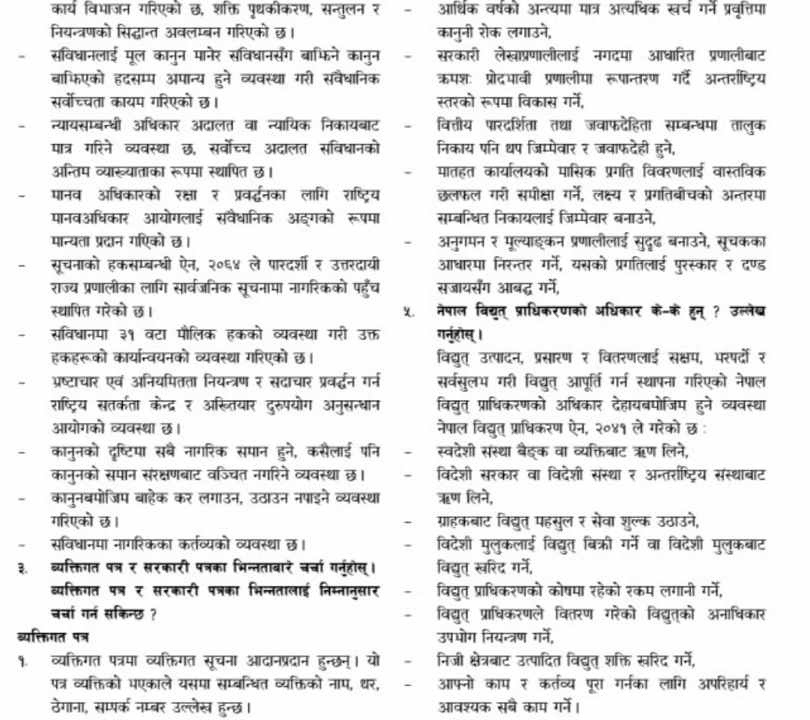 कार्य विभाजन गरिएको छ, शक्ति पृथकीकरण, सन्तुलन र
नियन्त्रणको सिद्धान्त अवलम्बन गरिएको छ।
- संविधानलाई मूल कानुन मानेर संविधानसँग बाझिने कानुन
बाझिएको हदसम्म अमान्य हुने व्यवस्था गरी संवैधानिक
सर्वोच्चता कायम गरिएको छ।
- न्यायसम्बन्धी अधिकार अदालत वा न्यायिक निकायबाट
मात्र गरिने व्यवस्था छ, सर्वोच्च अदालत संविधानको
अन्तिम व्याख्याताका रूपमा स्थापित छ।
- मानव अधिकारको रक्षा र प्रवर्द्धनका लागि राष्ट्रिय
मानवअधिकार आयोगलाई संवैधानिक अङ्गको रूपमा
मान्यता प्रदान गएिको छ।
- सूचनाको हकसम्बन्धी ऐन, २०६४ ले पारदर्शी र उत्तरदायी
राज्य प्रणालीका लागि सार्वजनिक सूचनामा नागरिकको पहुँच
स्थापित गरेको छ।
- संविधानमा ३१ वटा मौलिक हकको व्यवस्था गरी उक्त
हकहरूको कार्यान्वयनको व्यवस्था गरिएको छ।
- भ्रष्टाचार एवं अनियमितता नियन्त्रण र सदाचार प्रवर्द्धन गर्न
राष्ट्रिय सतर्कता केन्द्र र अख्तियार दुरुपयोग अनुसन्धान
आयोगको व्यवस्था छ।
- कानुनको दृष्टिमा सबै नागरिक समान हुने, कसैलाई पनि
कानुनको समान संरक्षणबाट वञ्चित नगरिने व्यवस्था छ।
- कानुनबमोजिम बाहेक कर लगाउन, उठाउन नपाइने व्यवस्था
गरिएको छ।
- संविधानमा नागरिकका कर्तव्यको व्यवस्था छ।
३. व्यक्तिगत पत्र र सरकारी पत्रका भिन्नताबारे चर्चा गर्नुहोस्।
व्यक्तिगत पत्र र सरकारी पत्रका भिन्नतालाई निम्नानुसार
चर्चा गर्न सकिन्छ ?
व्यक्तिगत पत्र
१. व्यक्तिगत पत्रमा व्यक्तिगत सूचना आदानप्रदान हुन्छन्। यो
पत्र व्यक्तिको भएकाले यसमा सम्बन्धित व्यक्तिको नाम, थर,
ठेगाना, सम्पर्क नम्बर उल्लेख हुन्छ।
- आर्थिक वर्षको अन्त्यमा मात्र अत्यधिक खर्च गर्ने प्रवृत्तिमा
कानुनी रोक लगाउने,
- सरकारी लेखाप्रणालीलाई नगदमा आधारित प्रणालीबाट
क्रमशः प्रोदभावी प्रणालीमा रूपान्तरण गर्दै अन्तर्राष्ट्रिय
स्तरको रूपमा विकास गर्ने,
- वित्तीय पारदर्शिता तथा जवाफदेहिता सम्बन्धमा तालुक
निकाय पनि थप जिम्मेवार र जवाफदेही हुने,
- मातहत कार्यालयको मासिक प्रगति विवरणलाई वास्तविक
छलफल गरी समीक्षा गर्ने, लक्ष्य र प्रगतिबीचको अन्तरमा
सम्बन्धित निकायलाई जिम्मेवार बनाउने,
- अनुगमन र मूल्याङ्कन प्रणालीलाई सुदृढ बनाउने, सूचकका
आधारमा निरन्तर गर्ने, यसको प्रगतिलाई पुरस्कार र दण्ड
सजायसँग आबद्ध गर्ने,
५. नेपाल विद्युत् प्राधिकरणको अधिकार के-के हुन् ? उल्लेख
गर्नुहोस्।
विद्युत् उत्पादन, प्रसारण र वितरणलाई सक्षम, भरपर्दो र
सर्वसुलभ गरी विद्युत् आपूर्ति गर्न स्थापना गरिएको नेपाल
विद्युत् प्राधिकरणको अधिकार देहायबमोजिम हुने व्यवस्था
नेपाल विद्युत् प्राधिकरण ऐन, २०४१ ले गरेको छ :
- स्वदेशी संस्था बैङ्क वा व्यक्तिबाट ऋण लिने,
- विदेशी सरकार वा विदेशी संस्था र अन्तर्राष्ट्रिय संस्थाबाट
ऋण लिने,
- ग्राहकबाट विद्युत् महसुल र सेवा शुल्क उठाउने,
- विदेशी मुलुकलाई विद्युत् बिक्री गर्ने वा विदेशी मुलुकबाट
विद्युत् खरिद गर्ने,
- विद्युत् प्राधिकरणको कोषमा रहेको रकम लगानी गर्ने,
- विद्युत् प्राधिकरणले वितरण गरेको विद्युत्को अनाधिकार
उपभोग नियन्त्रण गर्ने,
- निजी क्षेत्रबाट उत्पादित विद्युत् शक्ति खरिद गर्ने,
- आफ्नो काम र कर्तव्य पूरा गर्नका लागि अपरिहार्य र
आवश्यक सबै काम गर्ने।